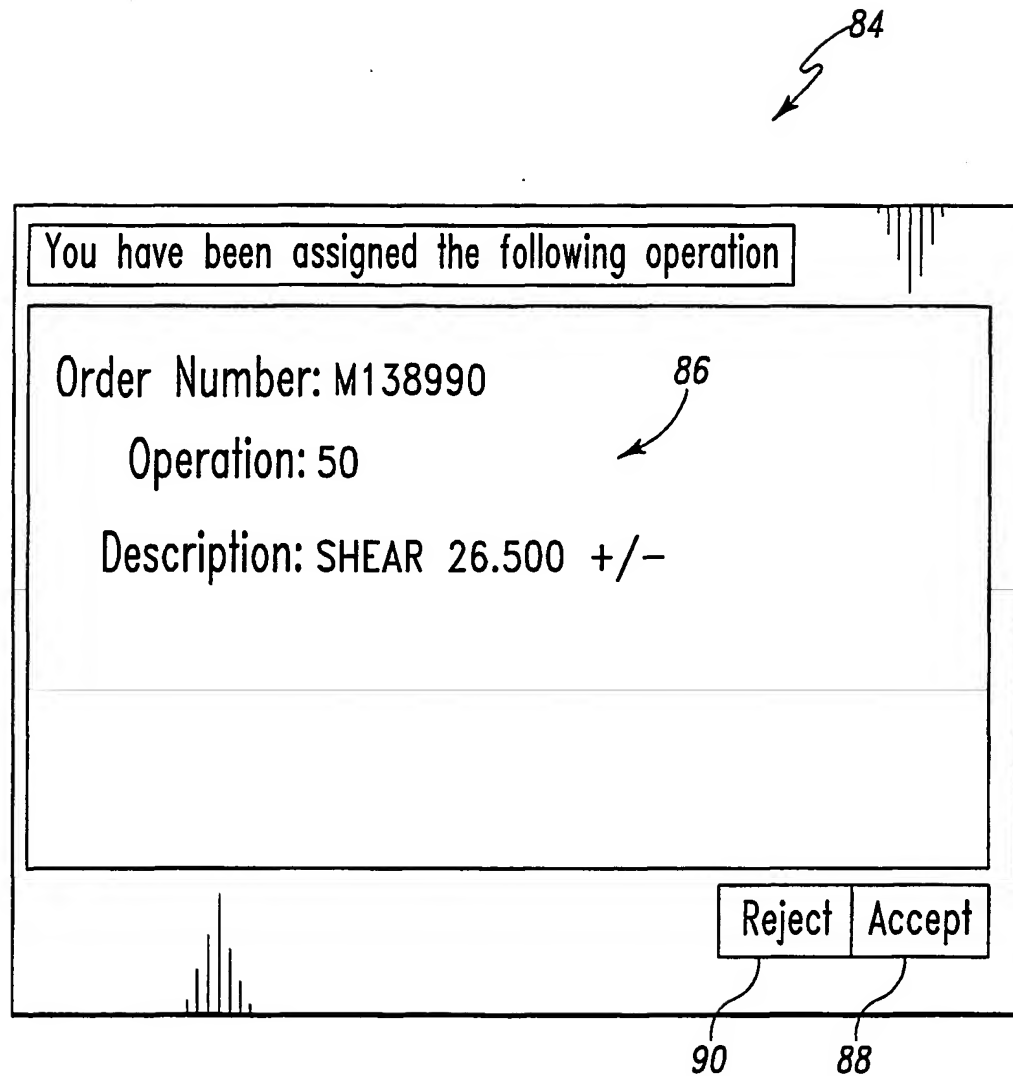 84
You have been assigned the following operation
Order Number: M138990
86
Operation: 50
Description: SHEAR 26.500 +/-
Reject Accept
90 88